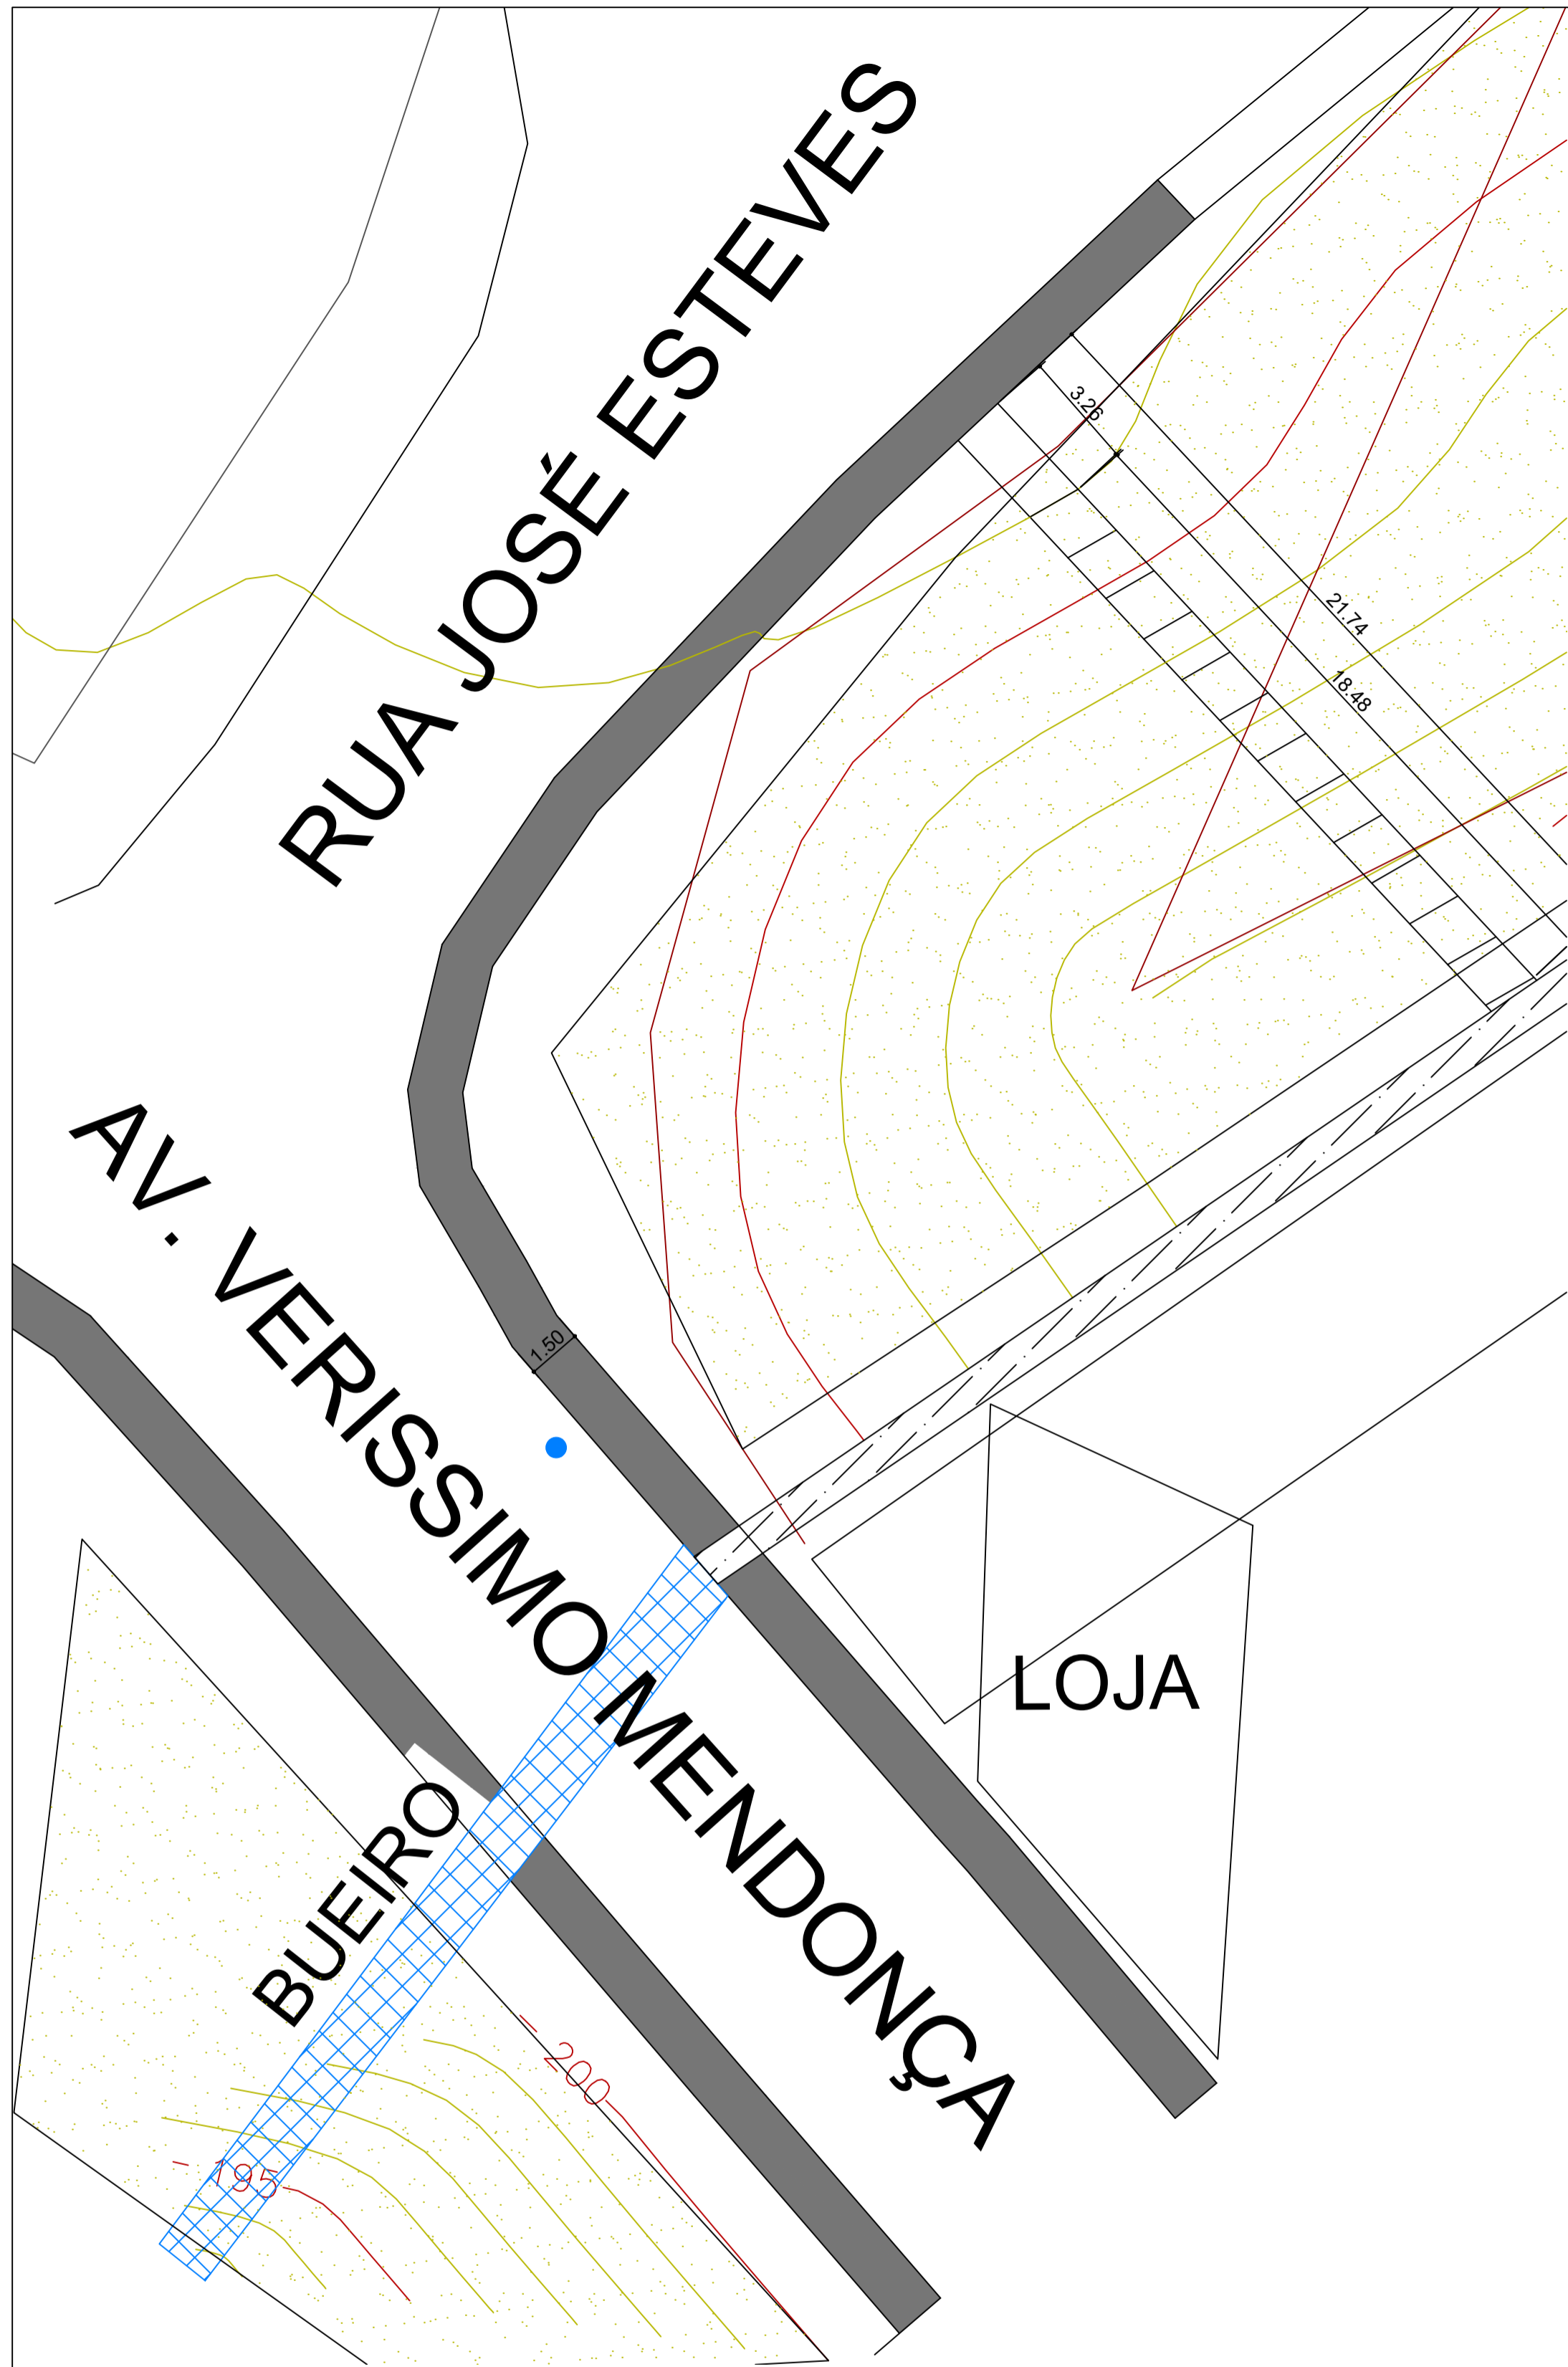 RUA JOSÉ ESTEVES
3.26
21.74
18.48
AV. VERISSIMO MENDONÇA
1.50
LOJA
BUEIRO
200
195